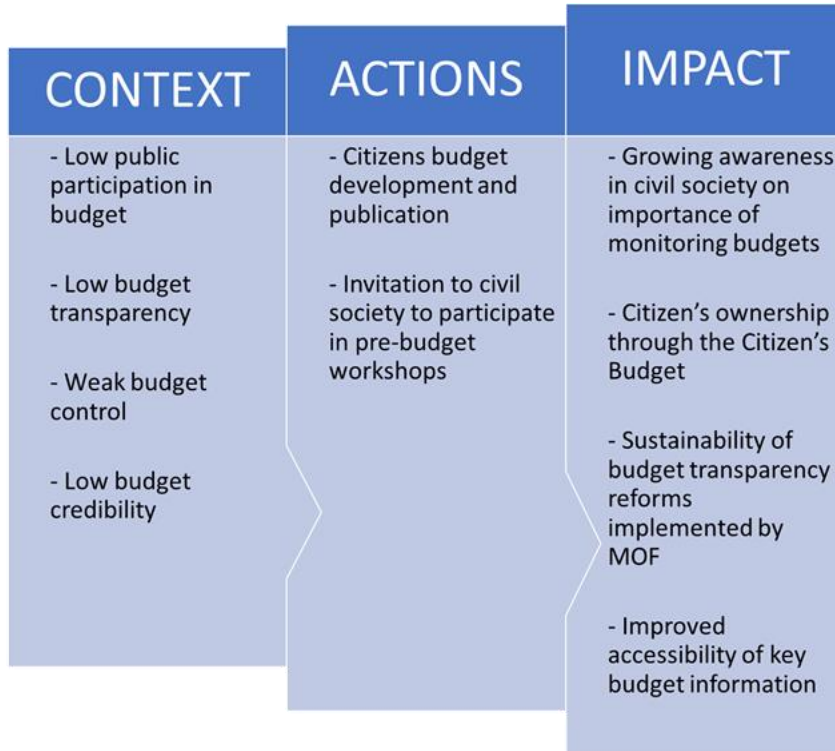 CONTEXT
- Low public
participation in
budget
- Low budget
transparency
- Weak budget
control
- Low budget
credibility
ACTIONS
- Citizens budget
development and
publication
- Invitation to civil
society to participate
in pre-budget
workshops
IMPACT
- Growing awareness
in civil society on
importance of
monitoring budgets
- Citizen’s ownership
through the Citizen’s
Budget
- Sustainability of
budget transparency
reforms
implemented by
MOF
- Improved
accessibility of key
budget information